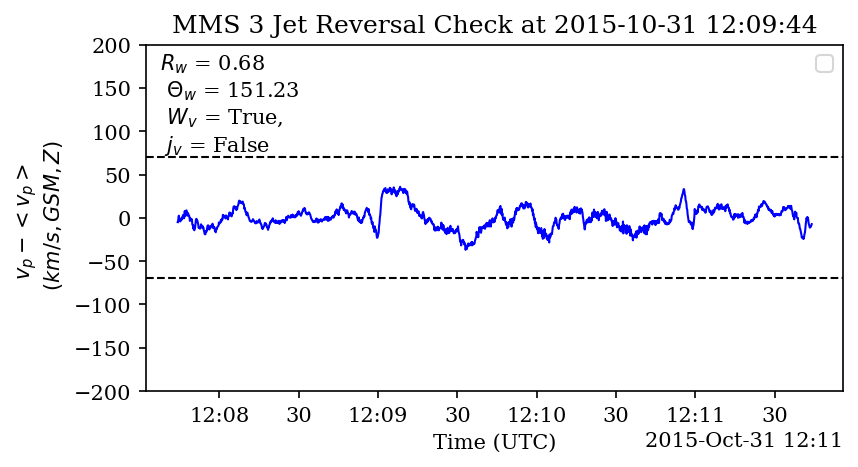 MMS 3 Jet Reversal Check at 2015-10-31 12:09:44
200
150
100
50
0
−50
−100
−150
−200
v_p − < v_p >
(km/s, GSM, Z)
R_w = 0.68
Θ_w = 151.23
W_v = True,
j_v = False
12:08 30 12:09 30 12:10 30 12:11 30
Time (UTC)
2015-Oct-31 12:11